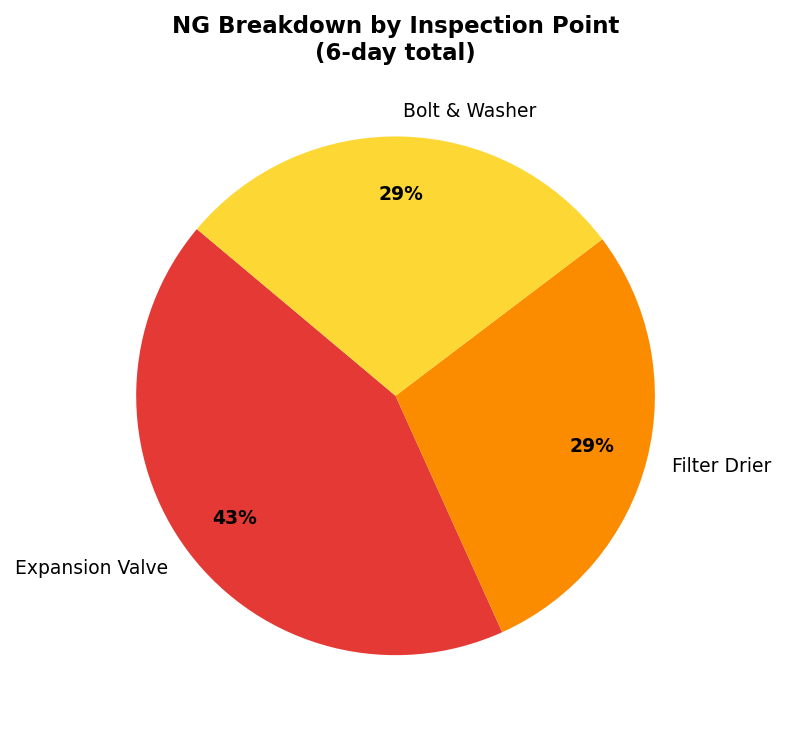 NG Breakdown by Inspection Point
(6-day total)
Bolt & Washer
29%
29%
Filter Drier
43%
Expansion Valve